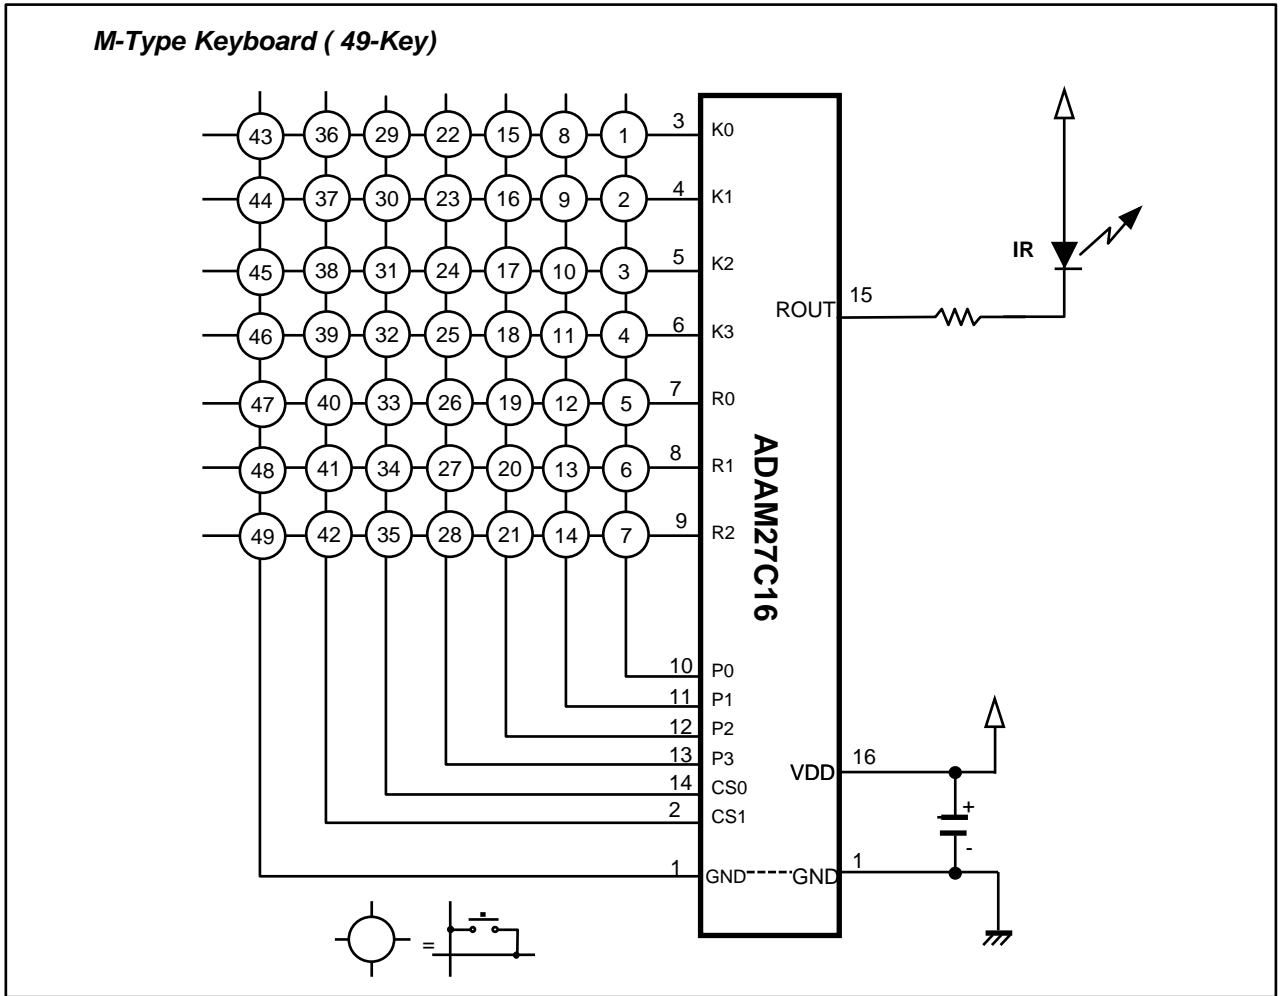 M-Type Keyboard ( 49-Key)
43 36 29 22 15 8 1 3 K0
44 37 30 23 16 9 2 4 K1
45 38 31 24 17 10 3 5 K2
IR
46 39 32 25 18 11 4 6 K3
ROUT 15
47 40 33 26 19 12 5 7 R0
48 41 34 27 20 13 6 8 R1
49 42 35 28 21 14 7 9 R2
ADAM27C16
10 P0
11 P1
12 P2
13 P3
VDD 16
14 CS0
2 CS1
+
-
1 GND GND 1
=